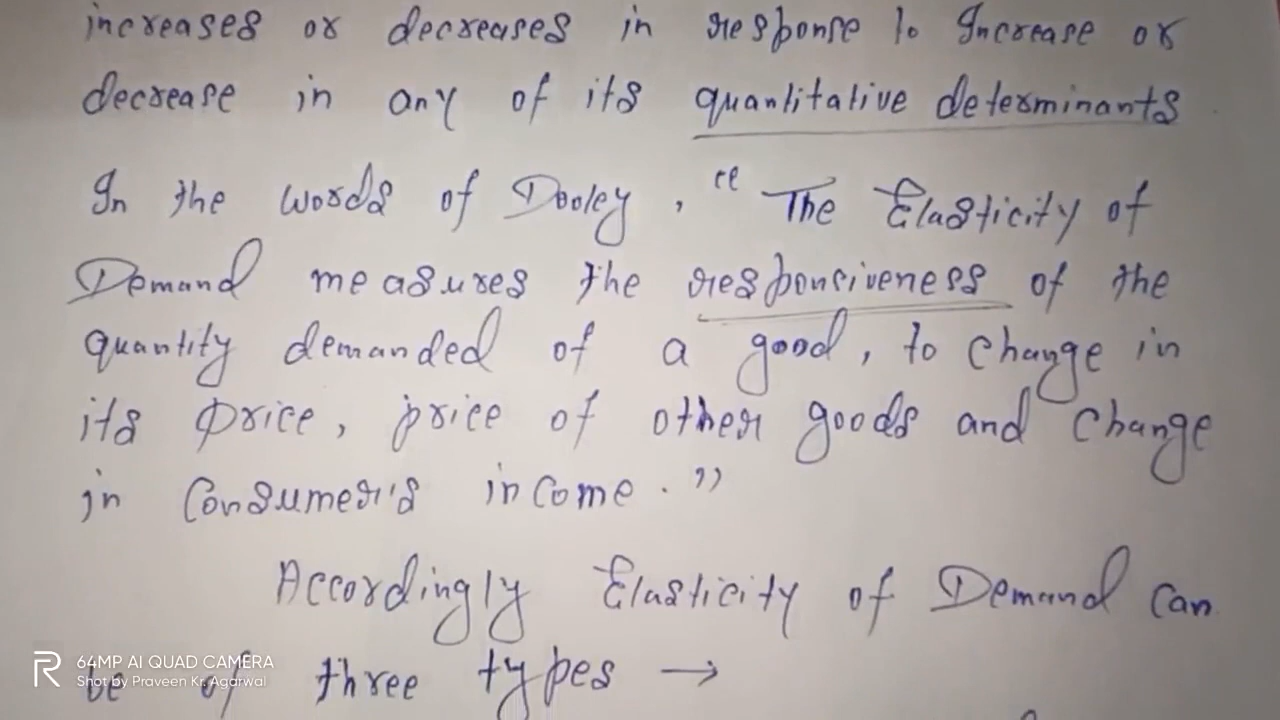 increases or decreases in response to Increase or
decrease in any of its quantitative determinants
In the words of Dooley, "The Elasticity of
Demand measures the responsiveness of the
quantity demanded of a good, to change in
its price, price of other goods and change
in Consumer's income."
Accordingly Elasticity of Demand can
be of three types →
64MP AI QUAD CAMERA
Shot by Praveen Kr. Agarwal